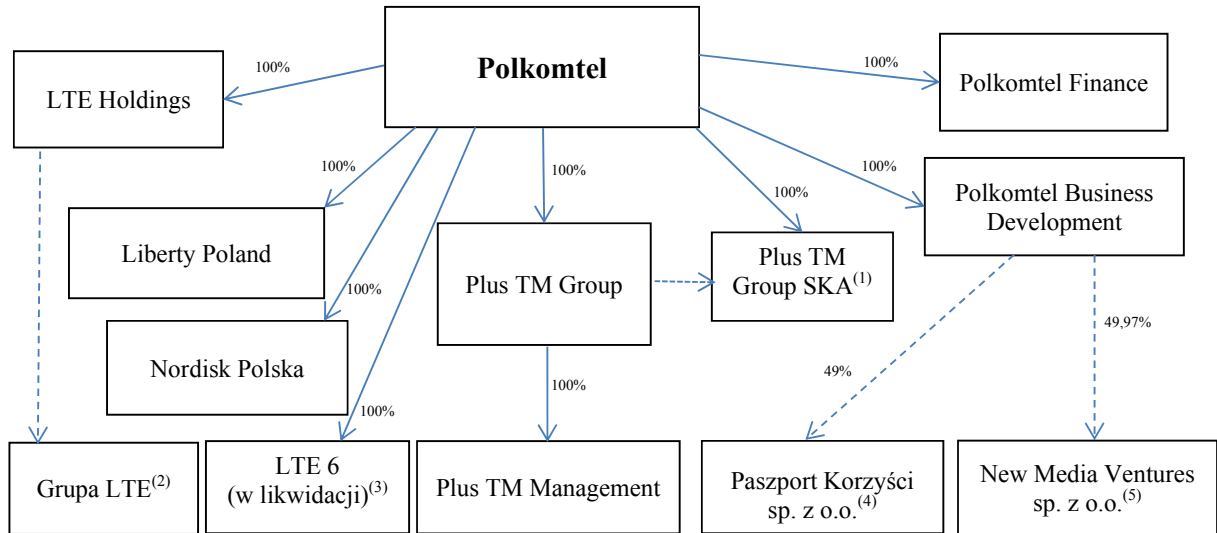 Polkomtel
100%
LTE Holdings
100%
Polkomtel Finance
100%
Liberty Poland
100%
Nordisk Polska
100%
LTE 6
(w likwidacji)(3)
100%
Plus TM Group
100%
Plus TM
Group SKA(1)
100%
Polkomtel Business
Development
Grupa LTE(2)
100%
Plus TM Management
49%
Paszport Korzyści
sp. z o.o.(4)
49,97%
New Media Ventures
sp. z o.o.(5)